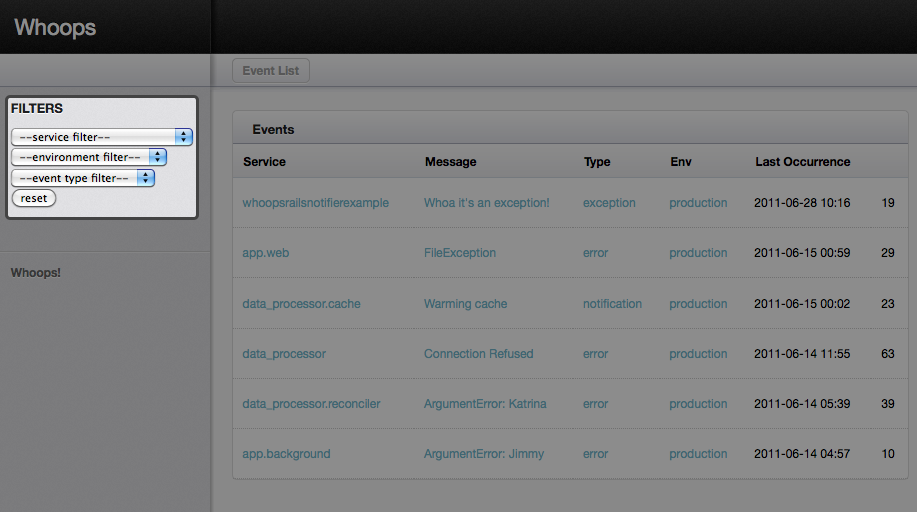 Whoops
Event List
FILTERS
--service filter--
--environment filter--
--event type filter--
reset
Whoops!
Events
Service Message Type Env Last Occurrence
whoopsrailsnotifierexample Whoa it's an exception! exception production 2011-06-28 10:16 19
app.web FileException error production 2011-06-15 00:59 29
data_processor.cache Warming cache notification production 2011-06-15 00:02 23
data_processor Connection Refused error production 2011-06-14 11:55 63
data_processor.reconciler ArgumentError: Katrina error production 2011-06-14 05:39 39
app.background ArgumentError: Jimmy error production 2011-06-14 04:57 10